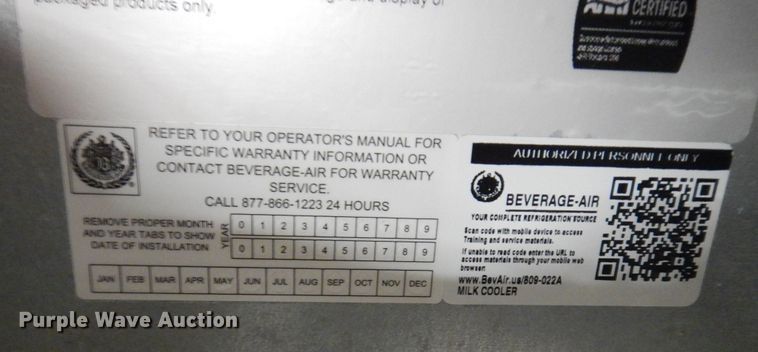 packaged products only
and display of
CERTIFIED
REFER TO YOUR OPERATOR'S MANUAL FOR
SPECIFIC WARRANTY INFORMATION OR
CONTACT BEVERAGE-AIR FOR WARRANTY
SERVICE.
CALL 877-866-1223 24 HOURS
REMOVE PROPER MONTH
AND YEAR TABS TO SHOW
DATE OF INSTALLATION
YEAR
0 1 2 3 4 5 6 7 8 9
0 1 2 3 4 5 6 7 8 9
JAN FEB MAR APR MAY JUN JUL AUG SEP OCT NOV DEC
AUTHORIZED PERSONNEL ONLY
BEVERAGE-AIR
YOUR COMPLETE REFRIGERATION SOURCE
Scan code with mobile device to access
Training and service materials.
If unable to read code enter the URL to
access materials through your mobile web
browser:
www.BevAir.us/809-022A
MILK COOLER
Purple Wave Auction